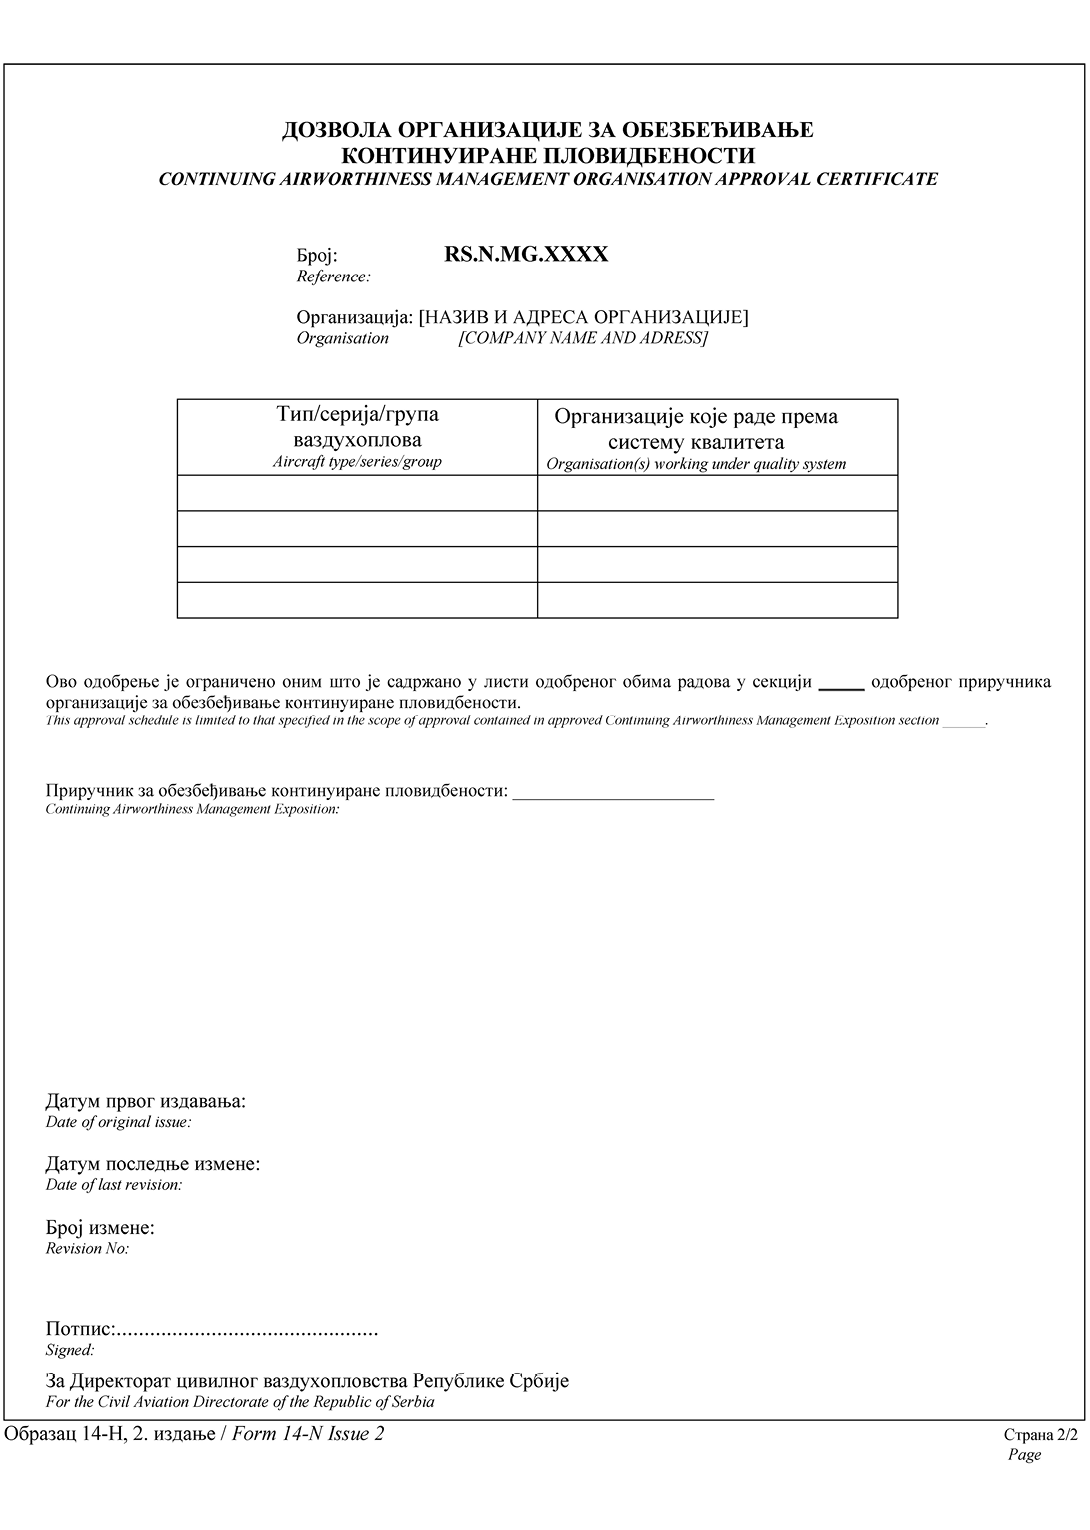 ДОЗВОЛА ОРГАНИЗАЦИЈЕ ЗА ОБЕЗБЕЂИВАЊЕ
КОНТИНУИРАНЕ ПЛОВИДБЕНОСТИ
CONTINUING AIRWORTHINESS MANAGEMENT ORGANISATION APPROVAL CERTIFICATE
Број: RS.N.MG.XXXX
Reference:
Организација: [НАЗИВ И АДРЕСА ОРГАНИЗАЦИЈЕ]
Organisation [COMPANY NAME AND ADRESS]
Тип/серија/група
ваздухоплова
Aircraft type/series/group
Организације које раде према
систему квалитета
Organisation(s) working under quality system
Ово одобрење је ограничено оним што је садржано у листи одобреног обима радова у секцији _____ одобреног приручника
организације за обезбеђивање континуиране пловидбености.
This approval schedule is limited to that specified in the scope of approval contained in approved Continuing Airworthiness Management Exposition section ______.
Приручник за обезбеђивање континуиране пловидбености: _____________________
Continuing Airworthiness Management Exposition:
Датум првог издавања:
Date of original issue:
Датум последње измене:
Date of last revision:
Број измене:
Revision No:
Потпис:...............................................
Signed:
За Директорат цивилног ваздухопловства Републике Србије
For the Civil Aviation Directorate of the Republic of Serbia
Образац 14-Н, 2. издање / Form 14-N Issue 2
Страна 2/2
Page